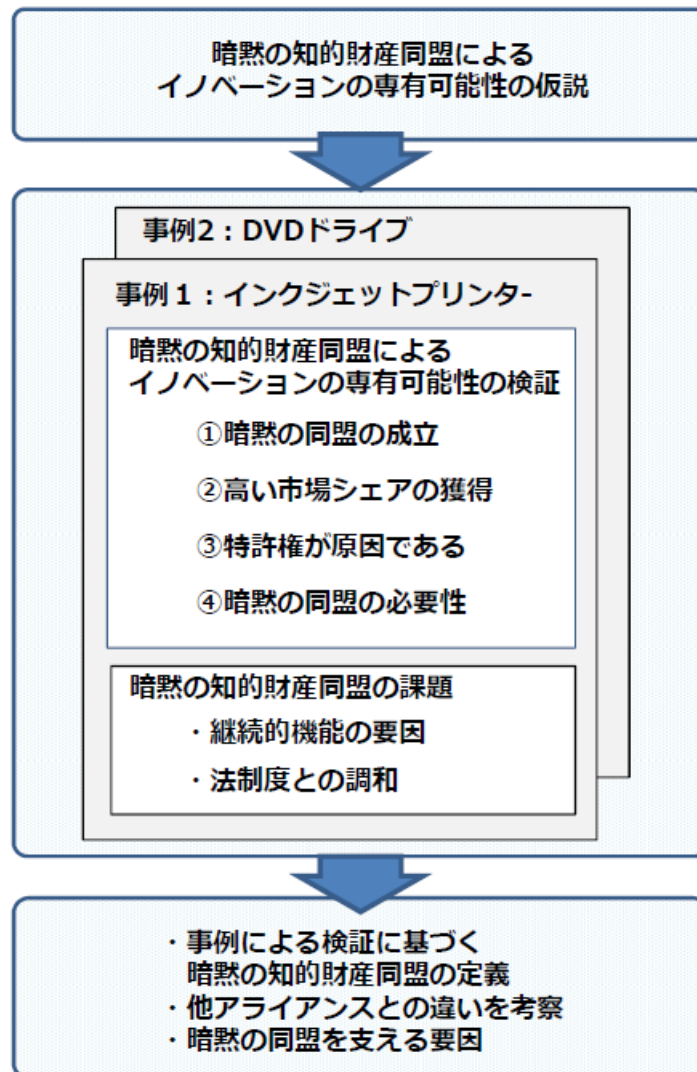 暗黙の知的財産同盟による
イノベーションの専有可能性の仮説
事例2：DVDドライブ
事例１：インクジェットプリンタ-
暗黙の知的財産同盟による
イノベーションの専有可能性の検証
①暗黙の同盟の成立
②高い市場シェアの獲得
③特許権が原因である
④暗黙の同盟の必要性
暗黙の知的財産同盟の課題
・継続的機能の要因
・法制度との調和
・事例による検証に基づく
暗黙の知的財産同盟の定義
・他アライアンスとの違いを考察
・暗黙の同盟を支える要因